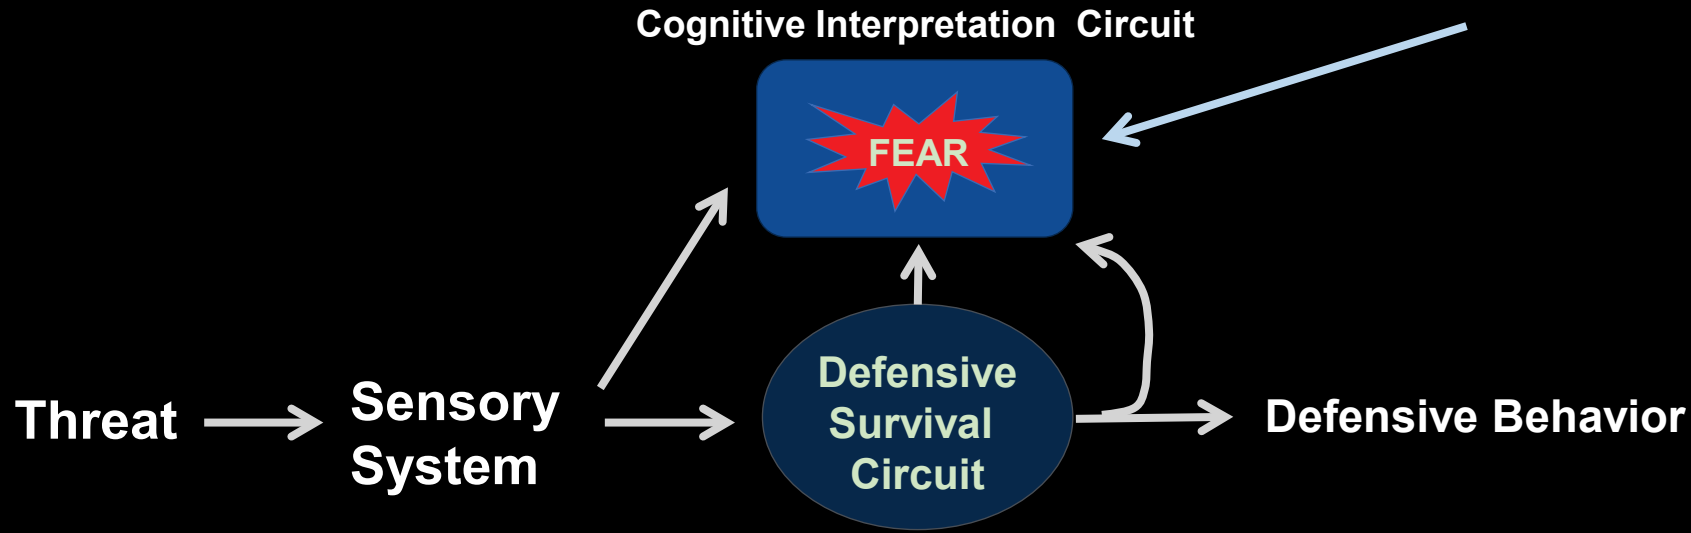 Cognitive Interpretation Circuit
FEAR
Threat
Sensory
System
Defensive
Survival
Circuit
Defensive Behavior